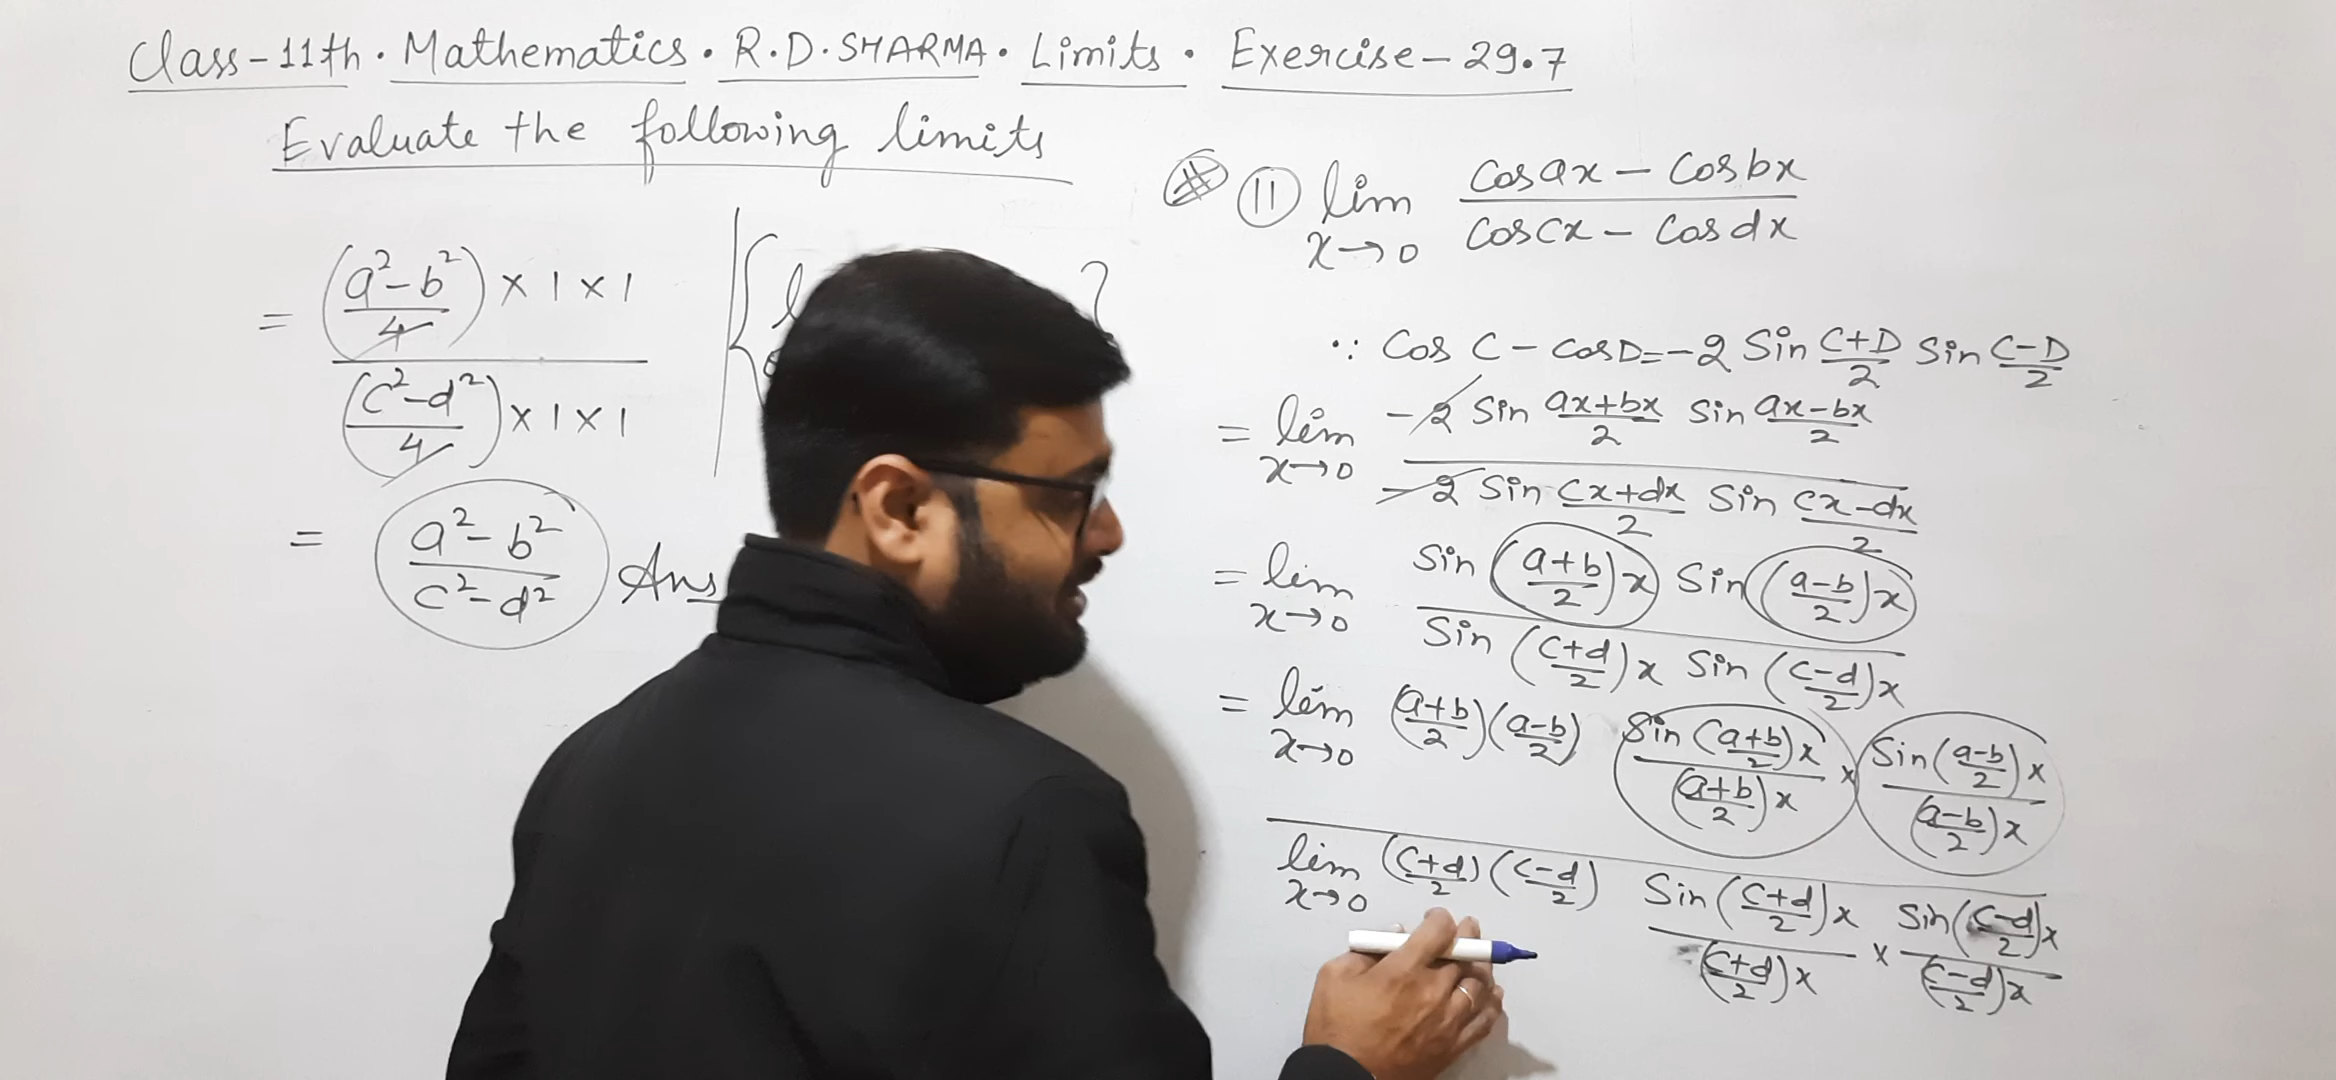 Class-11th · Mathematics · R.D.SHARMA · Limits · Exercise-29.7
Evaluate the following limits
(11) lim x→0 (Cos ax - Cos bx) / (Cos cx - Cos dx)
∵ Cos C - Cos D = -2 Sin (C+D)/2 Sin (C-D)/2
= lim x→0 (-2 Sin (ax+bx)/2 Sin (ax-bx)/2) / (-2 Sin (cx+dx)/2 Sin (cx-dx)/2)
= lim x→0 (Sin ((a+b)/2)x Sin ((a-b)/2)x) / (Sin ((c+d)/2)x Sin ((c-d)/2)x)
= lim x→0 ((a+b)/2)((a-b)/2) Sin((a+b)/2)x / ((a+b)/2)x × Sin((a-b)/2)x / ((a-b)/2)x
lim x→0 ((c+d)/2)((c-d)/2) Sin((c+d)/2)x / ((c+d)/2)x × Sin((c-d)/2)x / ((c-d)/2)x
= ((a²-b²)/4) × 1 × 1 / ((c²-d²)/4) × 1 × 1
= (a²-b²) / (c²-d²) Ans